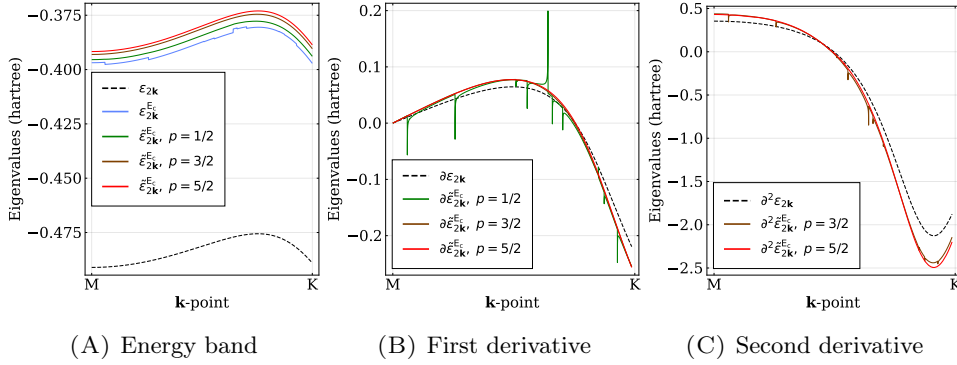 Eigenvalues (hartree)
−0.375
−0.400
−0.425
−0.450
−0.475
ε2k
ε2k^Ec
ε̃2k^Ec, p = 1/2
ε̃2k^Ec, p = 3/2
ε̃2k^Ec, p = 5/2
M K
k-point
(A) Energy band
Eigenvalues (hartree)
0.2
0.1
0.0
−0.1
−0.2
∂ε2k
∂ε̃2k^Ec, p = 1/2
∂ε̃2k^Ec, p = 3/2
∂ε̃2k^Ec, p = 5/2
M K
k-point
(B) First derivative
Eigenvalues (hartree)
0.5
0.0
−0.5
−1.0
−1.5
−2.0
−2.5
∂²ε2k
∂²ε̃2k^Ec, p = 3/2
∂²ε̃2k^Ec, p = 5/2
M K
k-point
(C) Second derivative